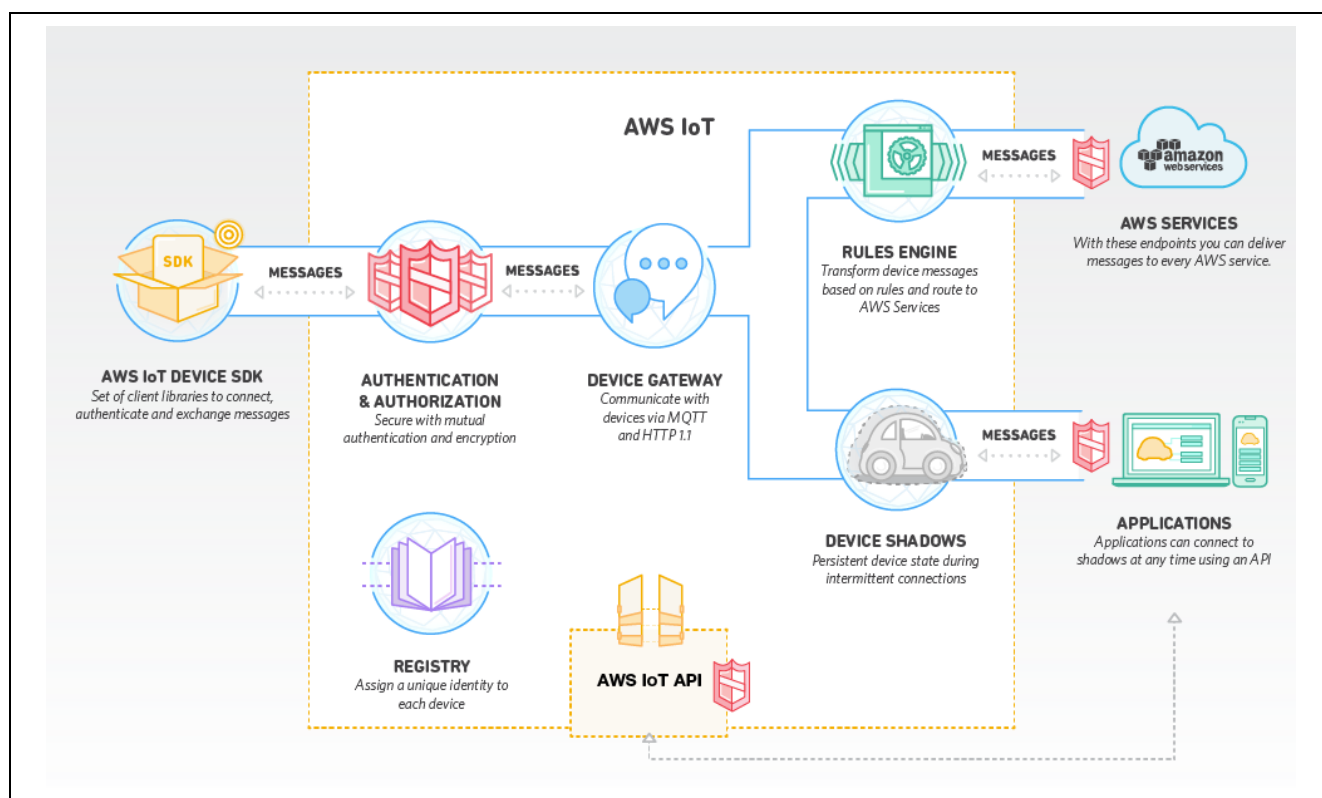 AWS IoT
SDK
MESSAGES
MESSAGES
MESSAGES
amazon
webservices
AWS SERVICES
With these endpoints you can deliver
messages to every AWS service.
RULES ENGINE
Transform device messages
based on rules and route to
AWS Services
AWS IoT DEVICE SDK
Set of client libraries to connect,
authenticate and exchange messages
AUTHENTICATION
& AUTHORIZATION
Secure with mutual
authentication and encryption
DEVICE GATEWAY
Communicate with
devices via MQTT
and HTTP 1.1
MESSAGES
DEVICE SHADOWS
Persistent device state during
intermittent connections
APPLICATIONS
Applications can connect to
shadows at any time using an API
REGISTRY
Assign a unique identity to
each device
AWS IoT API